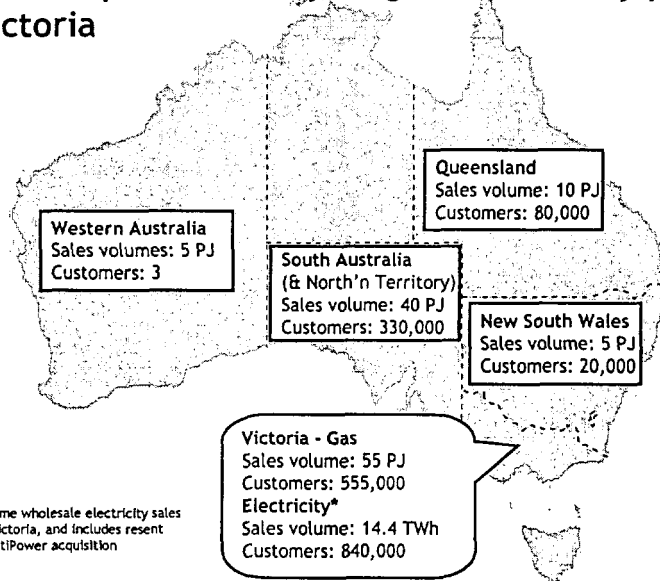 ctoria
Queensland
Sales volume: 10 PJ
Customers: 80,000
Western Australia
Sales volumes: 5 PJ
Customers: 3
South Australia
(& North'n Territory)
Sales volume: 40 PJ
Customers: 330,000
New South Wales
Sales volume: 5 PJ
Customers: 20,000
Victoria - Gas
Sales volume: 55 PJ
Customers: 555,000
Electricity*
Sales volume: 14.4 TWh
Customers: 840,000
me wholesale electricity sales
ictoria, and includes resent
tiPower acquisition